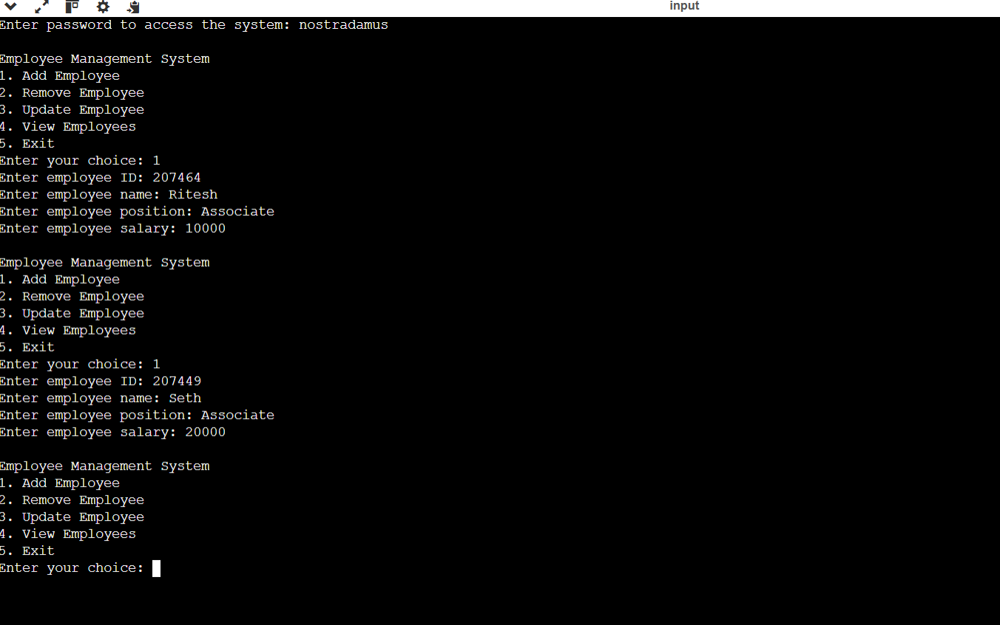 input
Enter password to access the system: nostradamus
Employee Management System
1. Add Employee
2. Remove Employee
3. Update Employee
4. View Employees
5. Exit
Enter your choice: 1
Enter employee ID: 207464
Enter employee name: Ritesh
Enter employee position: Associate
Enter employee salary: 10000
Employee Management System
1. Add Employee
2. Remove Employee
3. Update Employee
4. View Employees
5. Exit
Enter your choice: 1
Enter employee ID: 207449
Enter employee name: Seth
Enter employee position: Associate
Enter employee salary: 20000
Employee Management System
1. Add Employee
2. Remove Employee
3. Update Employee
4. View Employees
5. Exit
Enter your choice: